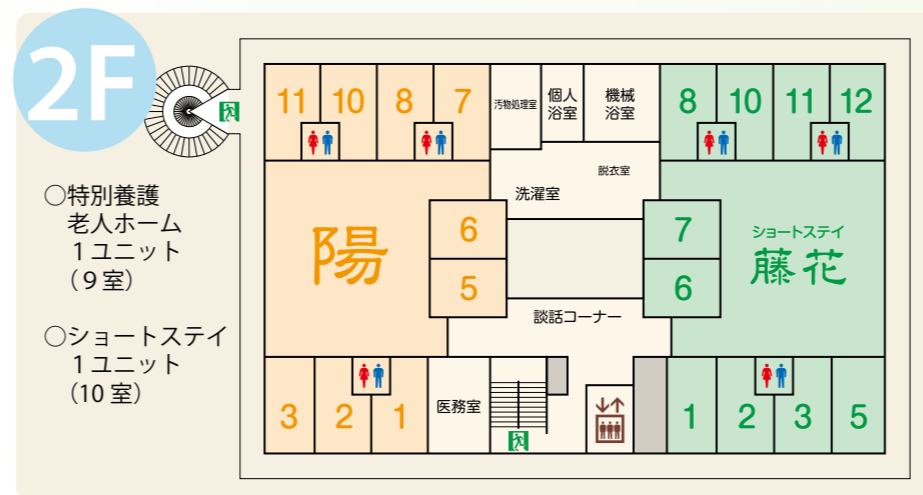 2F
○特別養護
老人ホーム
1ユニット
（9室）
○ショートステイ
1ユニット
（10室）
11 10 8 7
汚物処理室
個人
浴室
機械
浴室
8 10 11 12
脱衣室
洗濯室
陽
6
5
7
6
ショートステイ
藤花
談話コーナー
3 2 1
医務室
1 2 3 5